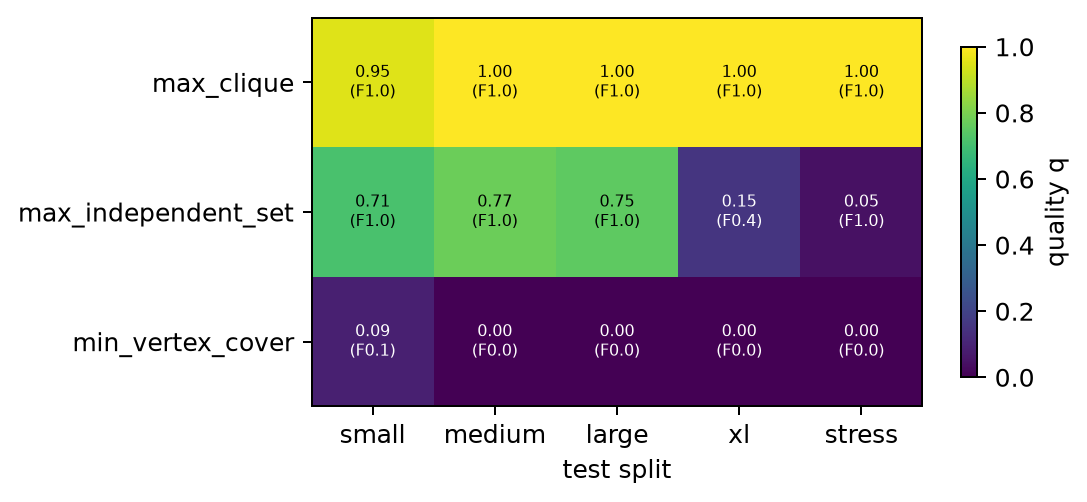 max_clique
0.95 1.00 1.00 1.00 1.00
(F1.0) (F1.0) (F1.0) (F1.0) (F1.0)
max_independent_set
0.71 0.77 0.75 0.15 0.05
(F1.0) (F1.0) (F1.0) (F0.4) (F1.0)
min_vertex_cover
0.09 0.00 0.00 0.00 0.00
(F0.1) (F0.0) (F0.0) (F0.0) (F0.0)
small medium large xl stress
test split
1.0
0.8
0.6
0.4
0.2
0.0
quality q